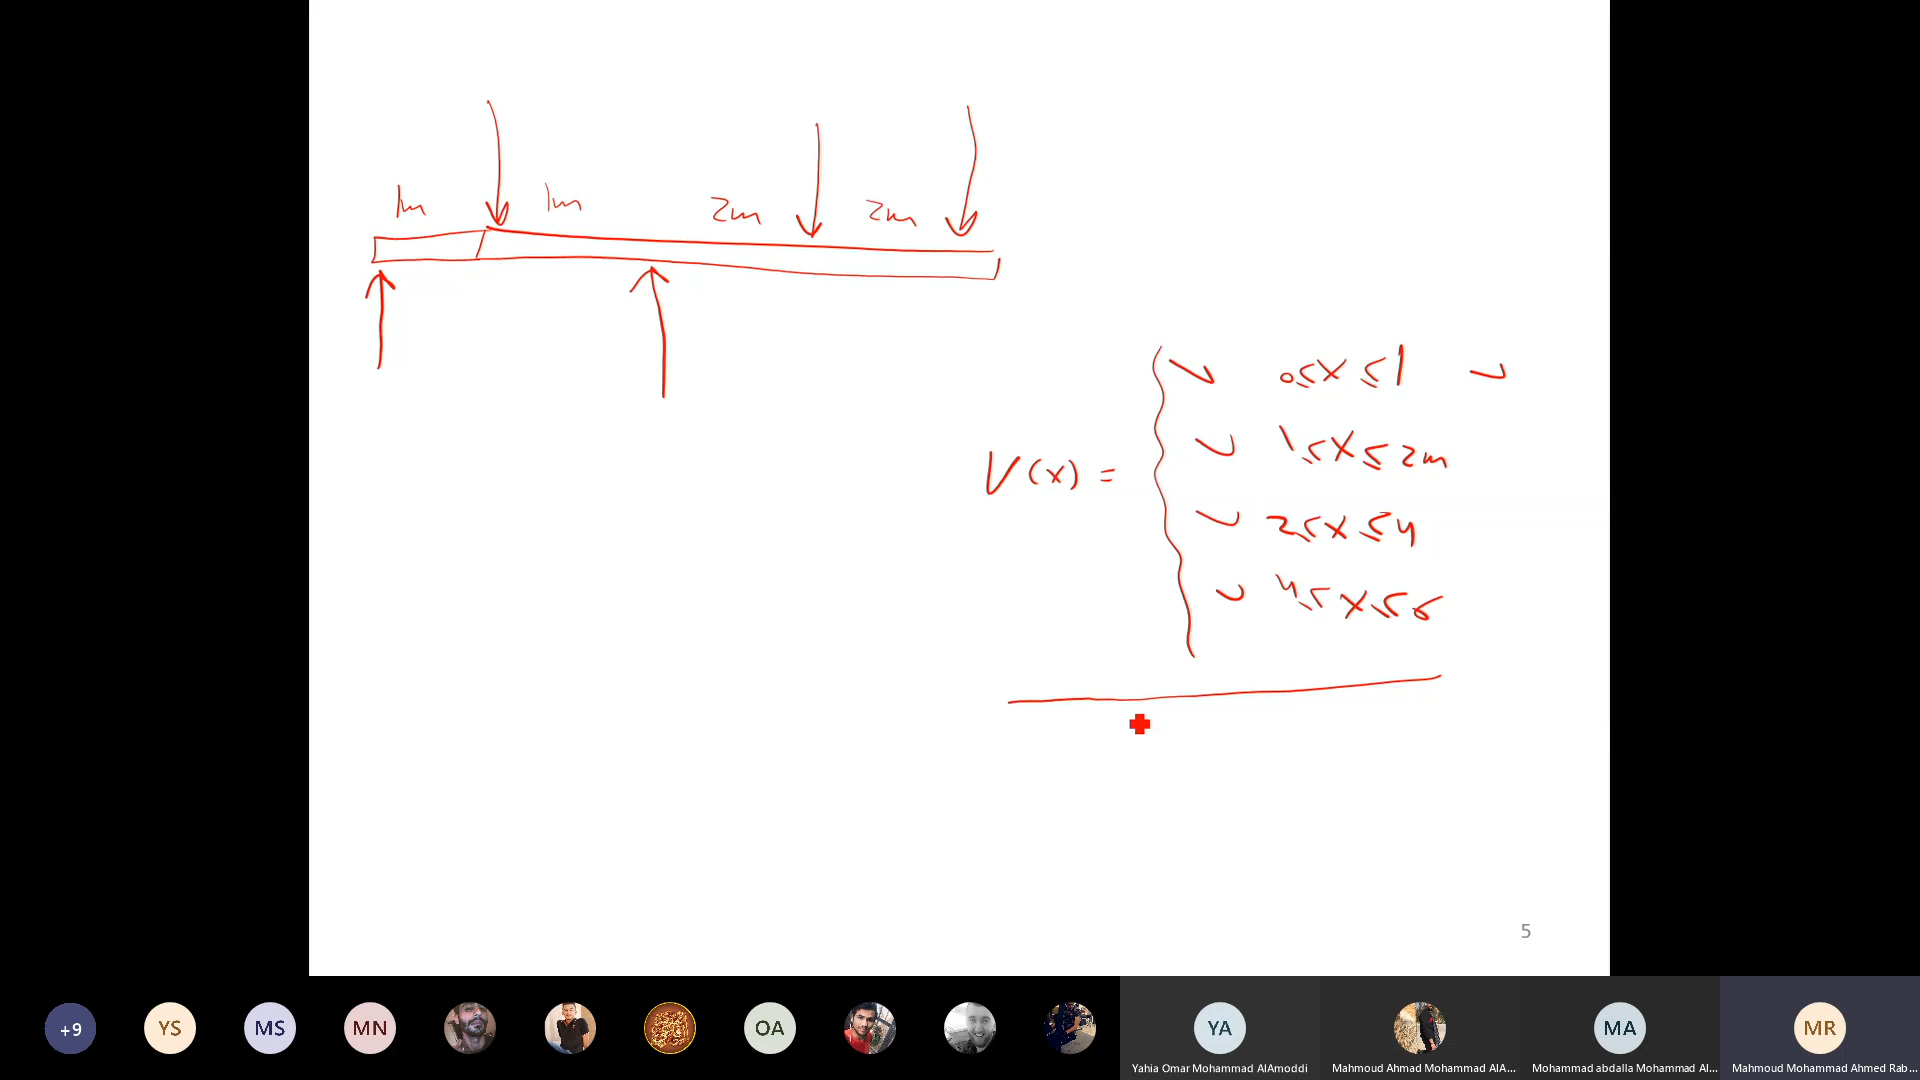 1m 1m 2m 2m
0≤X≤1
1≤X≤2m
V(x)=
2≤X≤4
4≤X≤6
5
+9 YS MS MN OA YA MA MR
Yahia Omar Mohammad AlAmoddi Mahmoud Ahmad Mohammad AlA... Mohammad abdalla Mohammad Al... Mahmoud Mohammad Ahmed Rab...